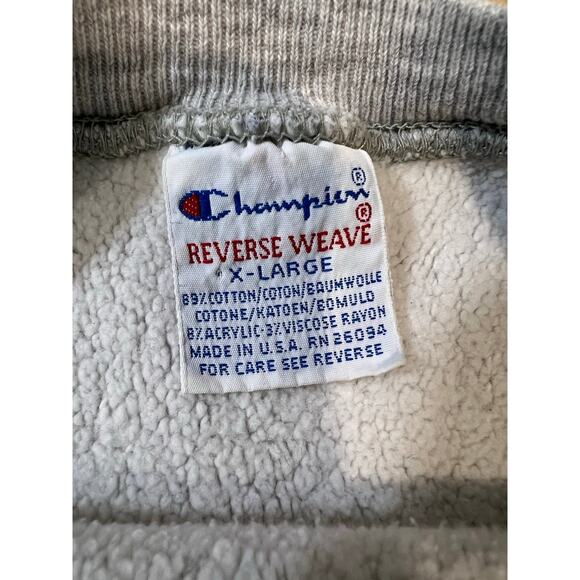 Champion®
REVERSE WEAVE®
X-LARGE
89%COTTON/COTON/BAUMWOLLE
COTONE/KATOEN/BOMULD
8%ACRYLIC-3%VISCOSE RAYON
MADE IN U.S.A. RN 26094
FOR CARE SEE REVERSE